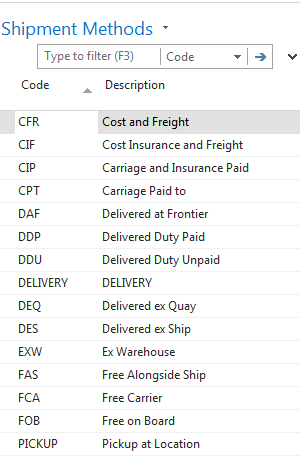 Shipment Methods
Type to filter (F3) Code
Code Description
CFR Cost and Freight
CIF Cost Insurance and Freight
CIP Carriage and Insurance Paid
CPT Carriage Paid to
DAF Delivered at Frontier
DDP Delivered Duty Paid
DDU Delivered Duty Unpaid
DELIVERY DELIVERY
DEQ Delivered ex Quay
DES Delivered ex Ship
EXW Ex Warehouse
FAS Free Alongside Ship
FCA Free Carrier
FOB Free on Board
PICKUP Pickup at Location